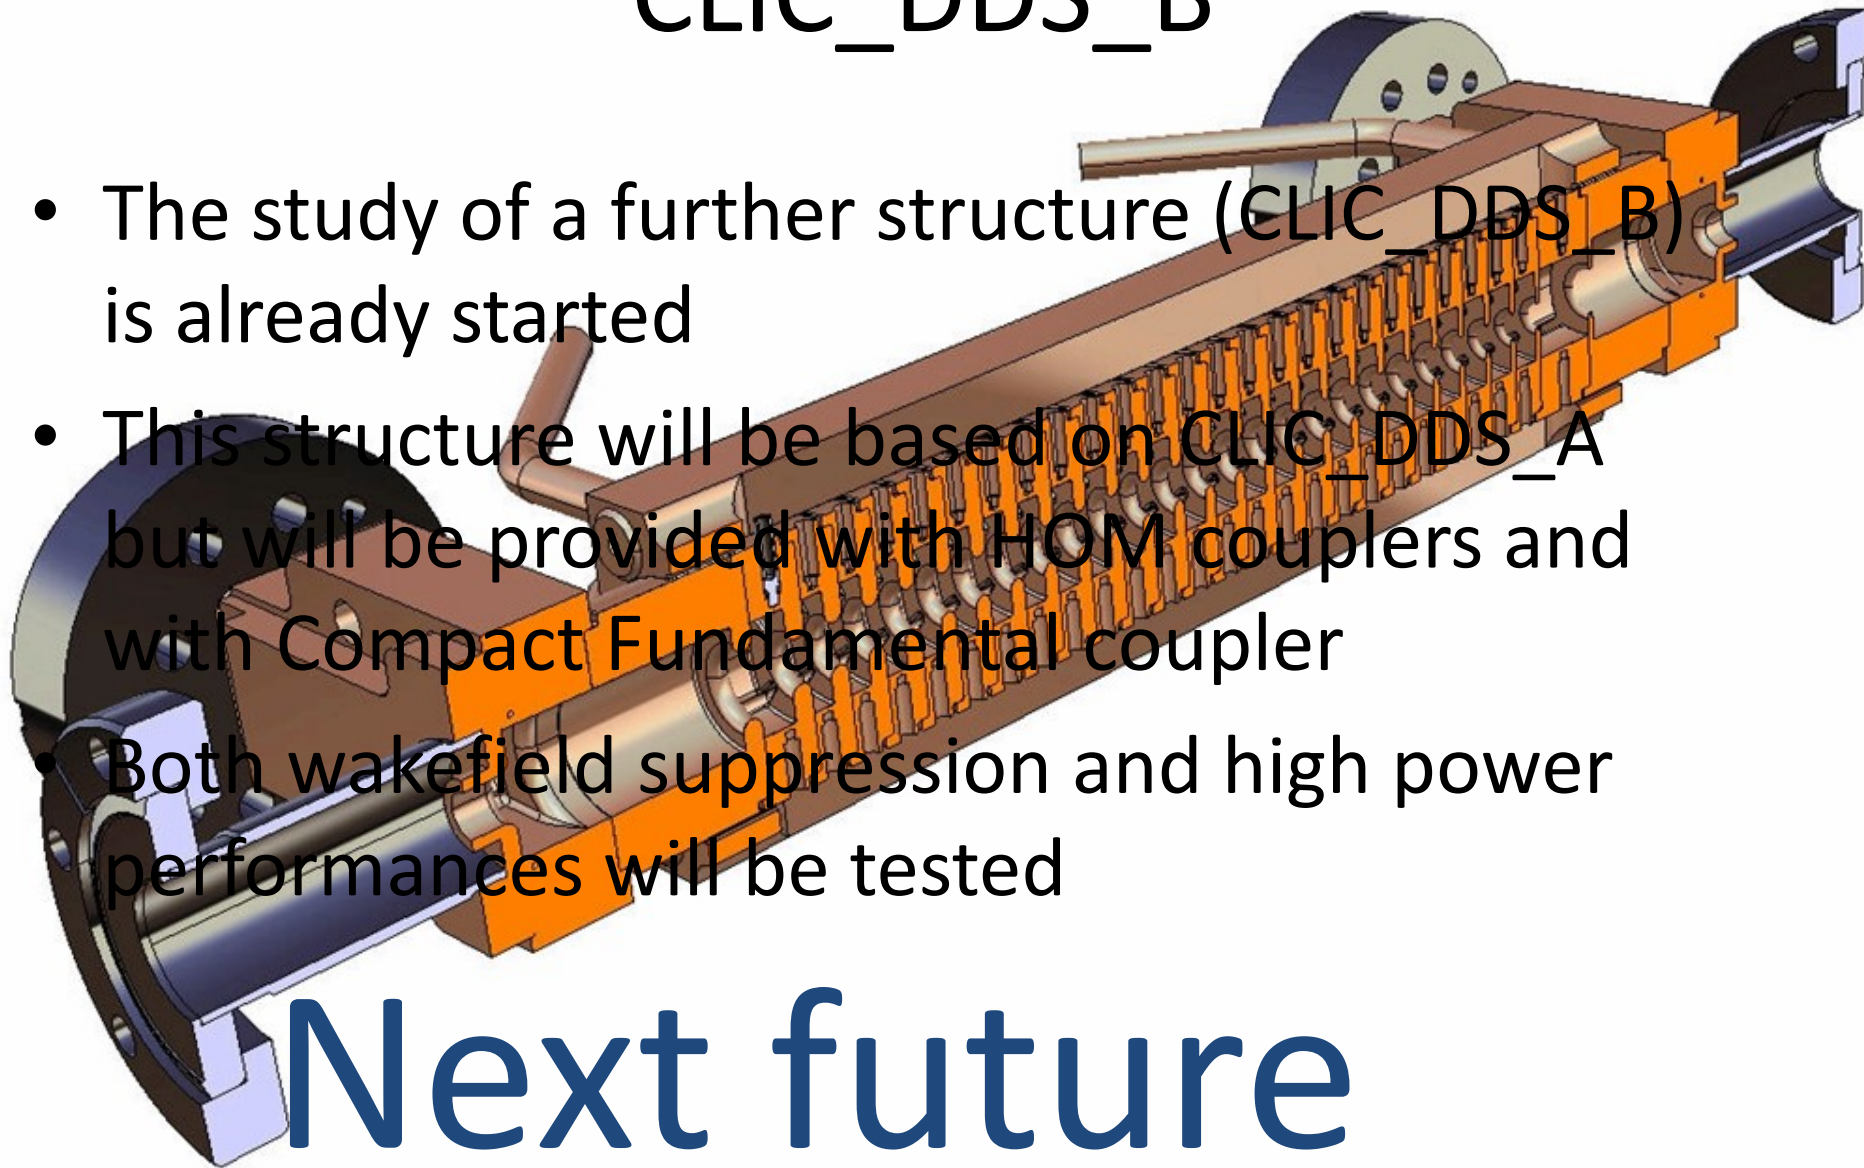 CLIC_DDS_B
• The study of a further structure (CLIC_DDS_B)
is already started
• This structure will be based on CLIC_DDS_A
but will be provided with HOM couplers and
with Compact Fundamental coupler
• Both wakefield suppression and high power
performances will be tested
Next future